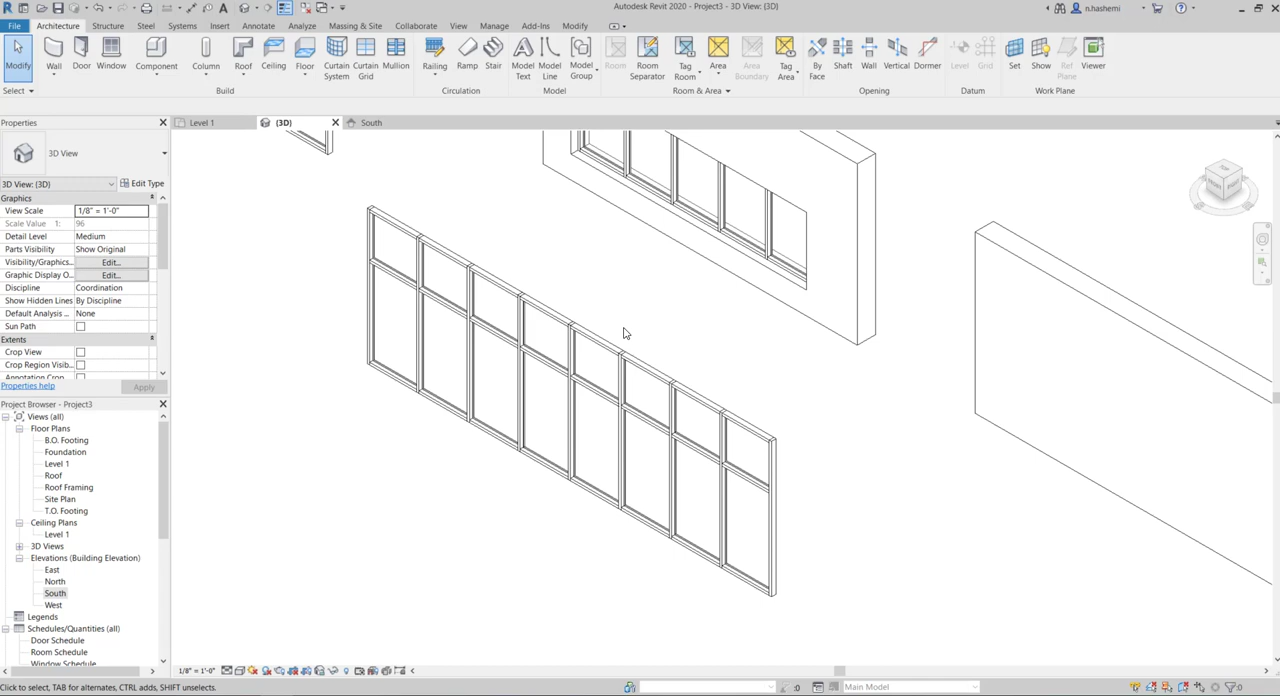 Autodesk Revit 2020 - Project3 - 3D View: {3D}
n.hashemi
File Architecture Structure Steel Systems Insert Annotate Analyze Massing & Site Collaborate View Manage Add-Ins Modify
Modify Wall Door Window Component Column Roof Ceiling Floor Curtain System Curtain Grid Mullion Railing Ramp Stair Model Text Model Line Model Group Room Room Separator Tag Room Area Area Boundary Tag Area By Face Shaft Wall Vertical Dormer Level Grid Set Show Ref Plane Viewer
Select Build Circulation Model Room & Area Opening Datum Work Plane
Properties
Level 1 {3D} South
3D View
3D View: {3D} Edit Type
Graphics
View Scale 1/8" = 1'-0"
Scale Value 1: 96
Detail Level Medium
Parts Visibility Show Original
Visibility/Graphics... Edit...
Graphic Display O... Edit...
Discipline Coordination
Show Hidden Lines By Discipline
Default Analysis ... None
Sun Path
Extents
Crop View
Crop Region Visib...
Annotation Crop
Properties help Apply
Project Browser - Project3
Views (all)
Floor Plans
B.O. Footing
Foundation
Level 1
Roof
Roof Framing
Site Plan
T.O. Footing
Ceiling Plans
Level 1
3D Views
Elevations (Building Elevation)
East
North
South
West
Legends
Schedules/Quantities (all)
Door Schedule
Room Schedule
Window Schedule
1/8" = 1'-0"
Click to select, TAB for alternates, CTRL adds, SHIFT unselects. :0 Main Model :0